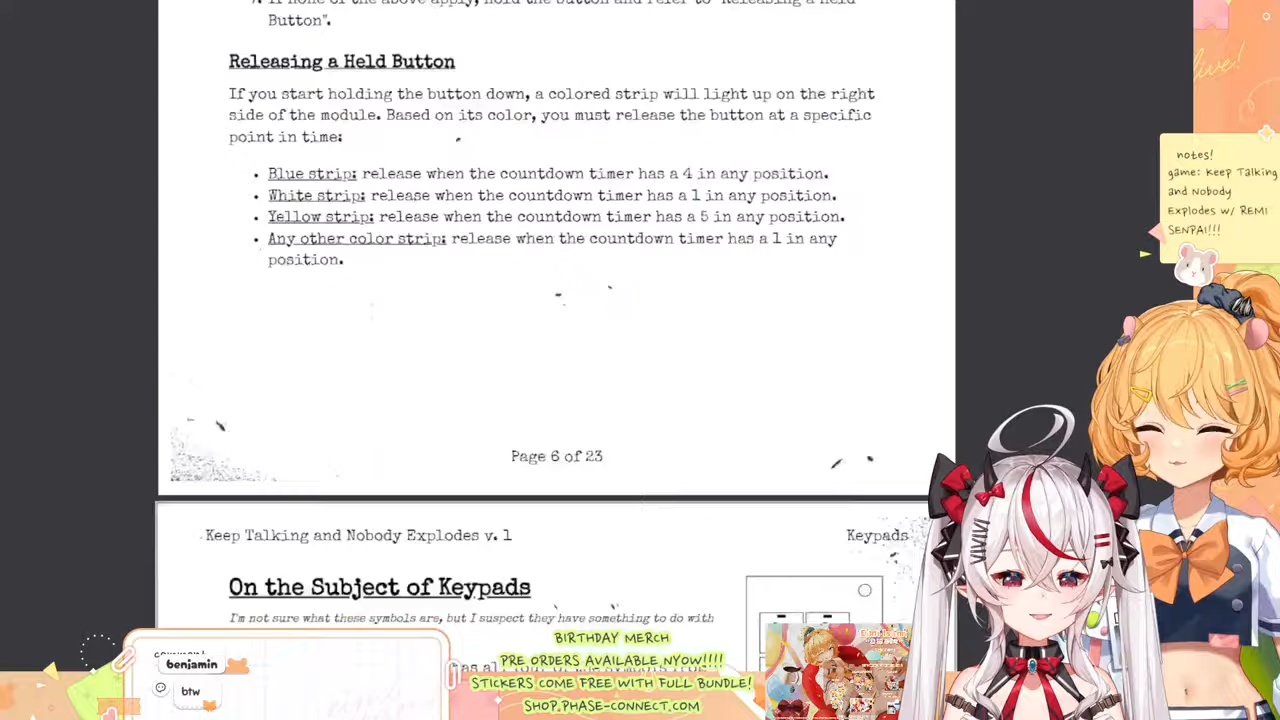 Button".
Releasing a Held Button
If you start holding the button down, a colored strip will light up on the right
side of the module. Based on its color, you must release the button at a specific
point in time:
• Blue strip: release when the countdown timer has a 4 in any position.
• White strip: release when the countdown timer has a 1 in any position.
• Yellow strip: release when the countdown timer has a 5 in any position.
• Any other color strip: release when the countdown timer has a 1 in any
position.
Page 6 of 23
Keep Talking and Nobody Explodes v. 1
Keypads
On the Subject of Keypads
I'm not sure what these symbols are, but I suspect they have something to do with
live!
notes!
game: Keep Talking
and Nobody
Explodes w/ REMI
SENPAI!!!
benjamin
btw
BIRTHDAY MERCH
PRE ORDERS AVAILABLE NYOW!!!!
STICKERS COME FREE WITH FULL BUNDLE!
SHOP.PHASE-CONNECT.COM